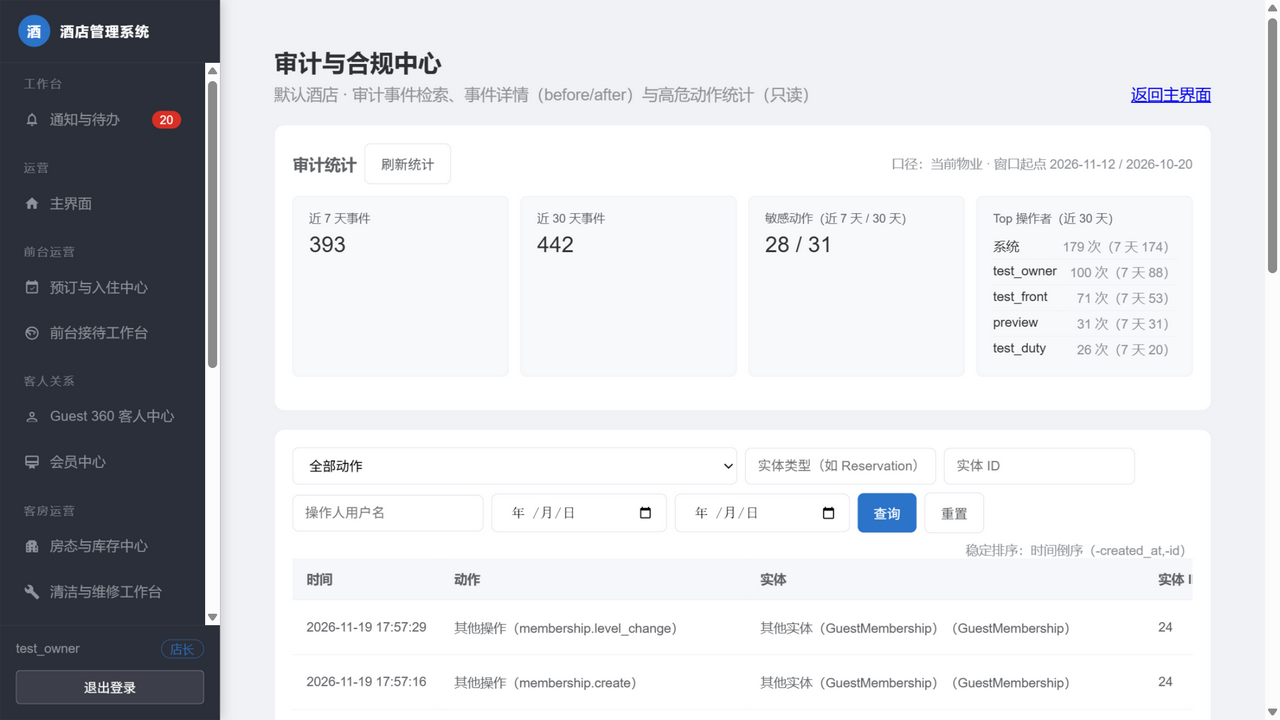 酒 酒店管理系统
工作台
通知与待办 20
运营
主界面
前台运营
预订与入住中心
前台接待工作台
客人关系
Guest 360 客人中心
会员中心
客房运营
房态与库存中心
清洁与维修工作台
test_owner 店长
退出登录
审计与合规中心
默认酒店 · 审计事件检索、事件详情（before/after）与高危动作统计（只读）
返回主界面
审计统计 刷新统计 口径：当前物业 · 窗口起点 2026-11-12 / 2026-10-20
近 7 天事件
393
近 30 天事件
442
敏感动作（近 7 天 / 30 天）
28 / 31
Top 操作者（近 30 天）
系统 179 次（7 天 174）
test_owner 100 次（7 天 88）
test_front 71 次（7 天 53）
preview 31 次（7 天 31）
test_duty 26 次（7 天 20）
全部动作 实体类型（如 Reservation） 实体 ID
操作人用户名 年 /月/日 年 /月/日 查询 重置
稳定排序：时间倒序（-created_at,-id）
时间 动作 实体 实体 I
2026-11-19 17:57:29 其他操作（membership.level_change） 其他实体（GuestMembership）（GuestMembership） 24
2026-11-19 17:57:16 其他操作（membership.create） 其他实体（GuestMembership）（GuestMembership） 24